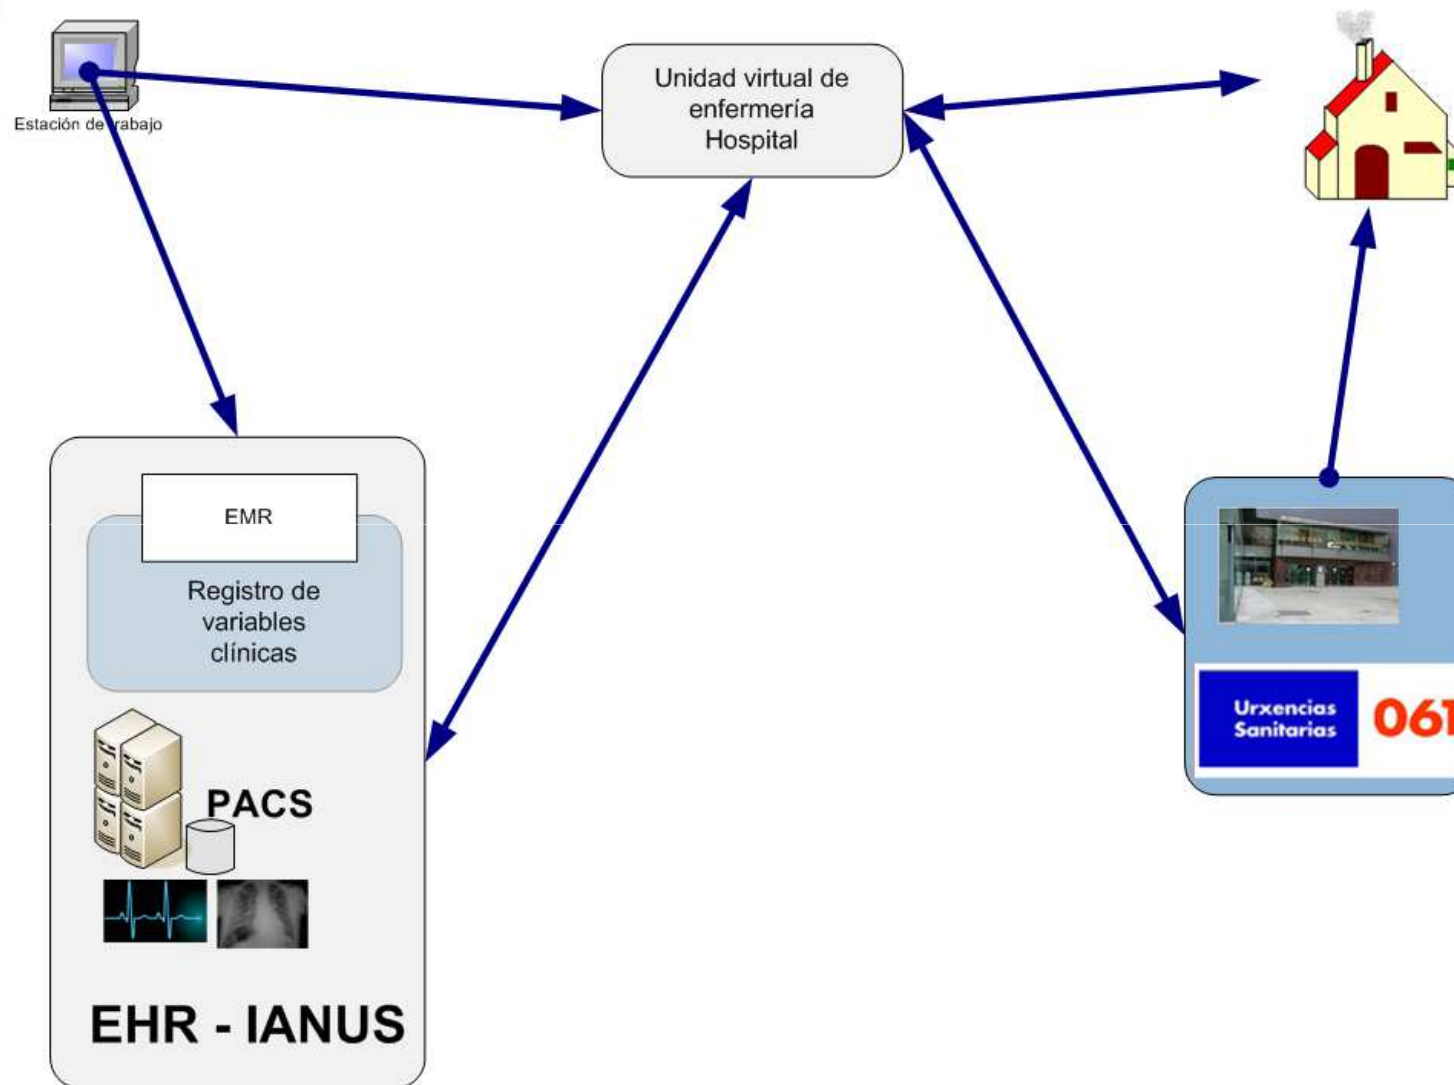 Estación de trabajo
Unidad virtual de
enfermería
Hospital
EMR
Registro de
variables
clínicas
PACS
EHR - IANUS
Urxencias
Sanitarias
061